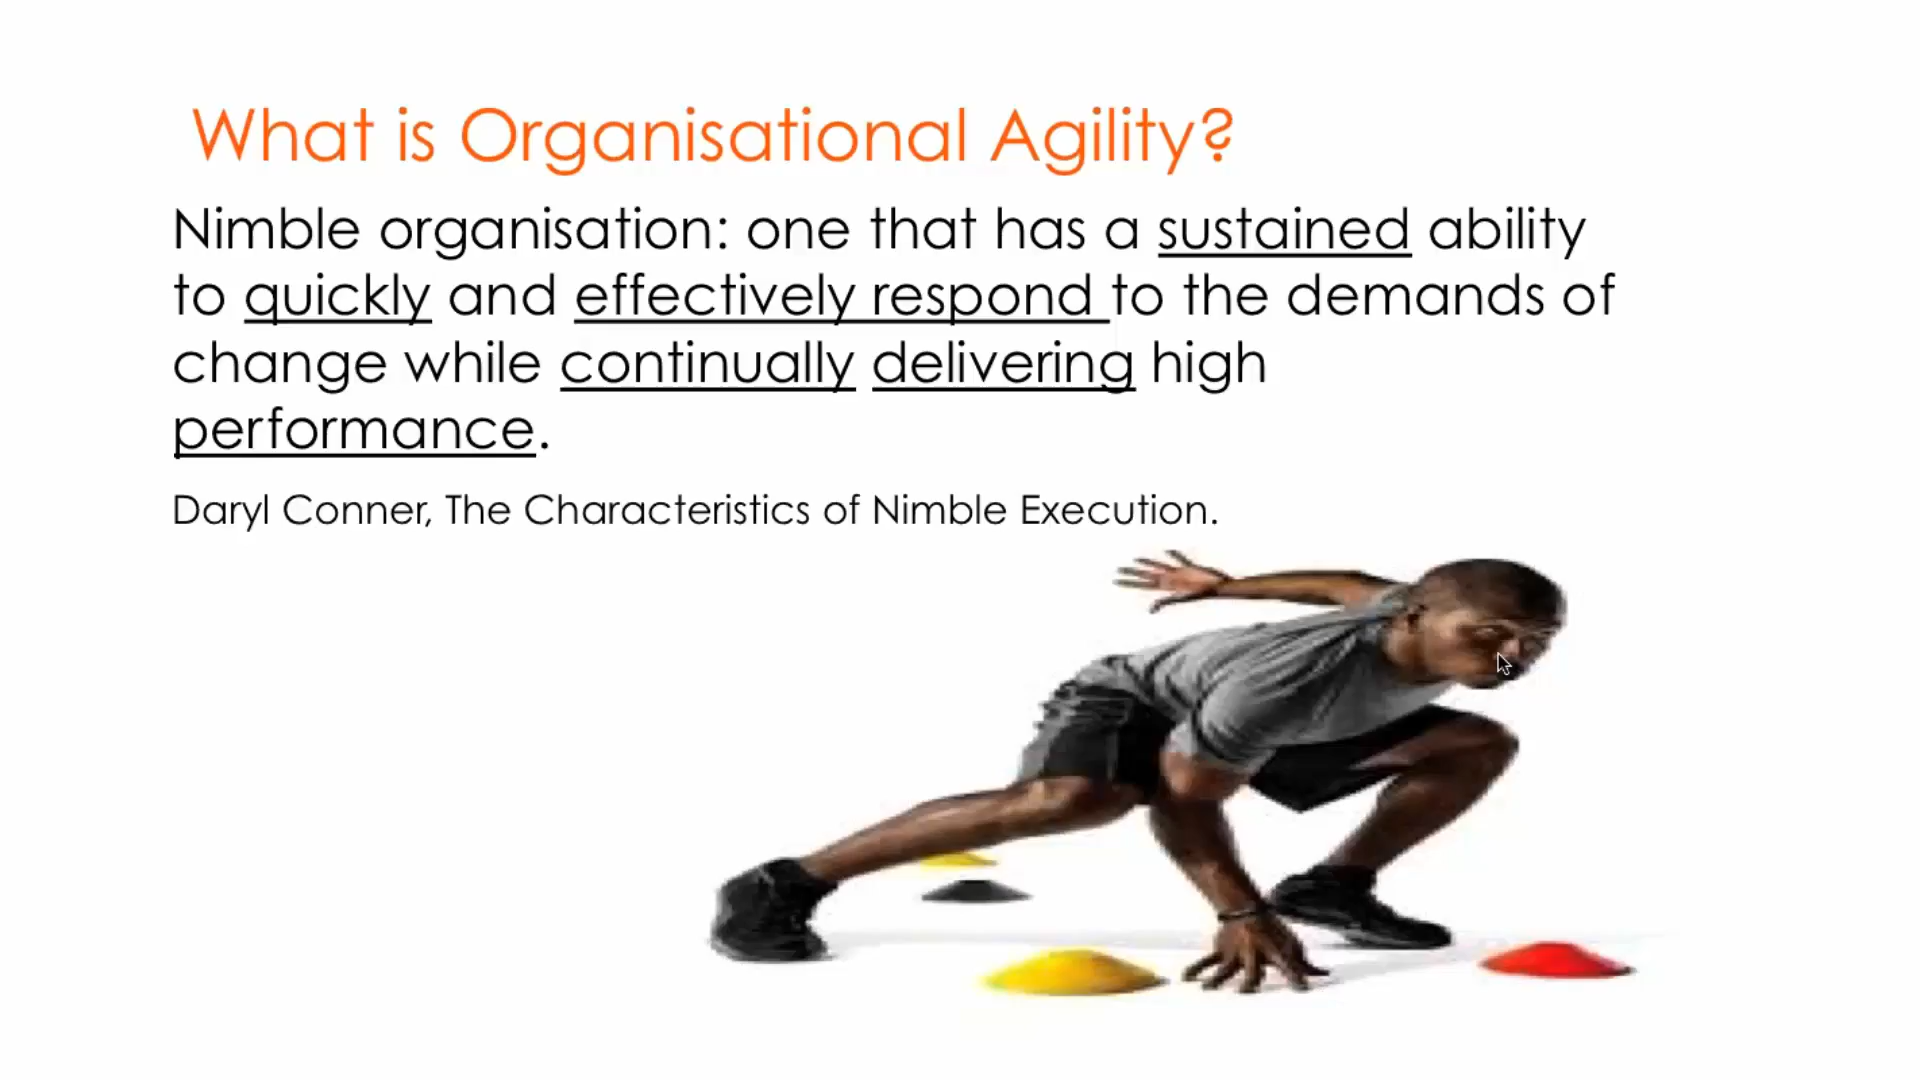 What is Organisational Agility?
Nimble organisation: one that has a sustained ability
to quickly and effectively respond to the demands of
change while continually delivering high
performance.
Daryl Conner, The Characteristics of Nimble Execution.